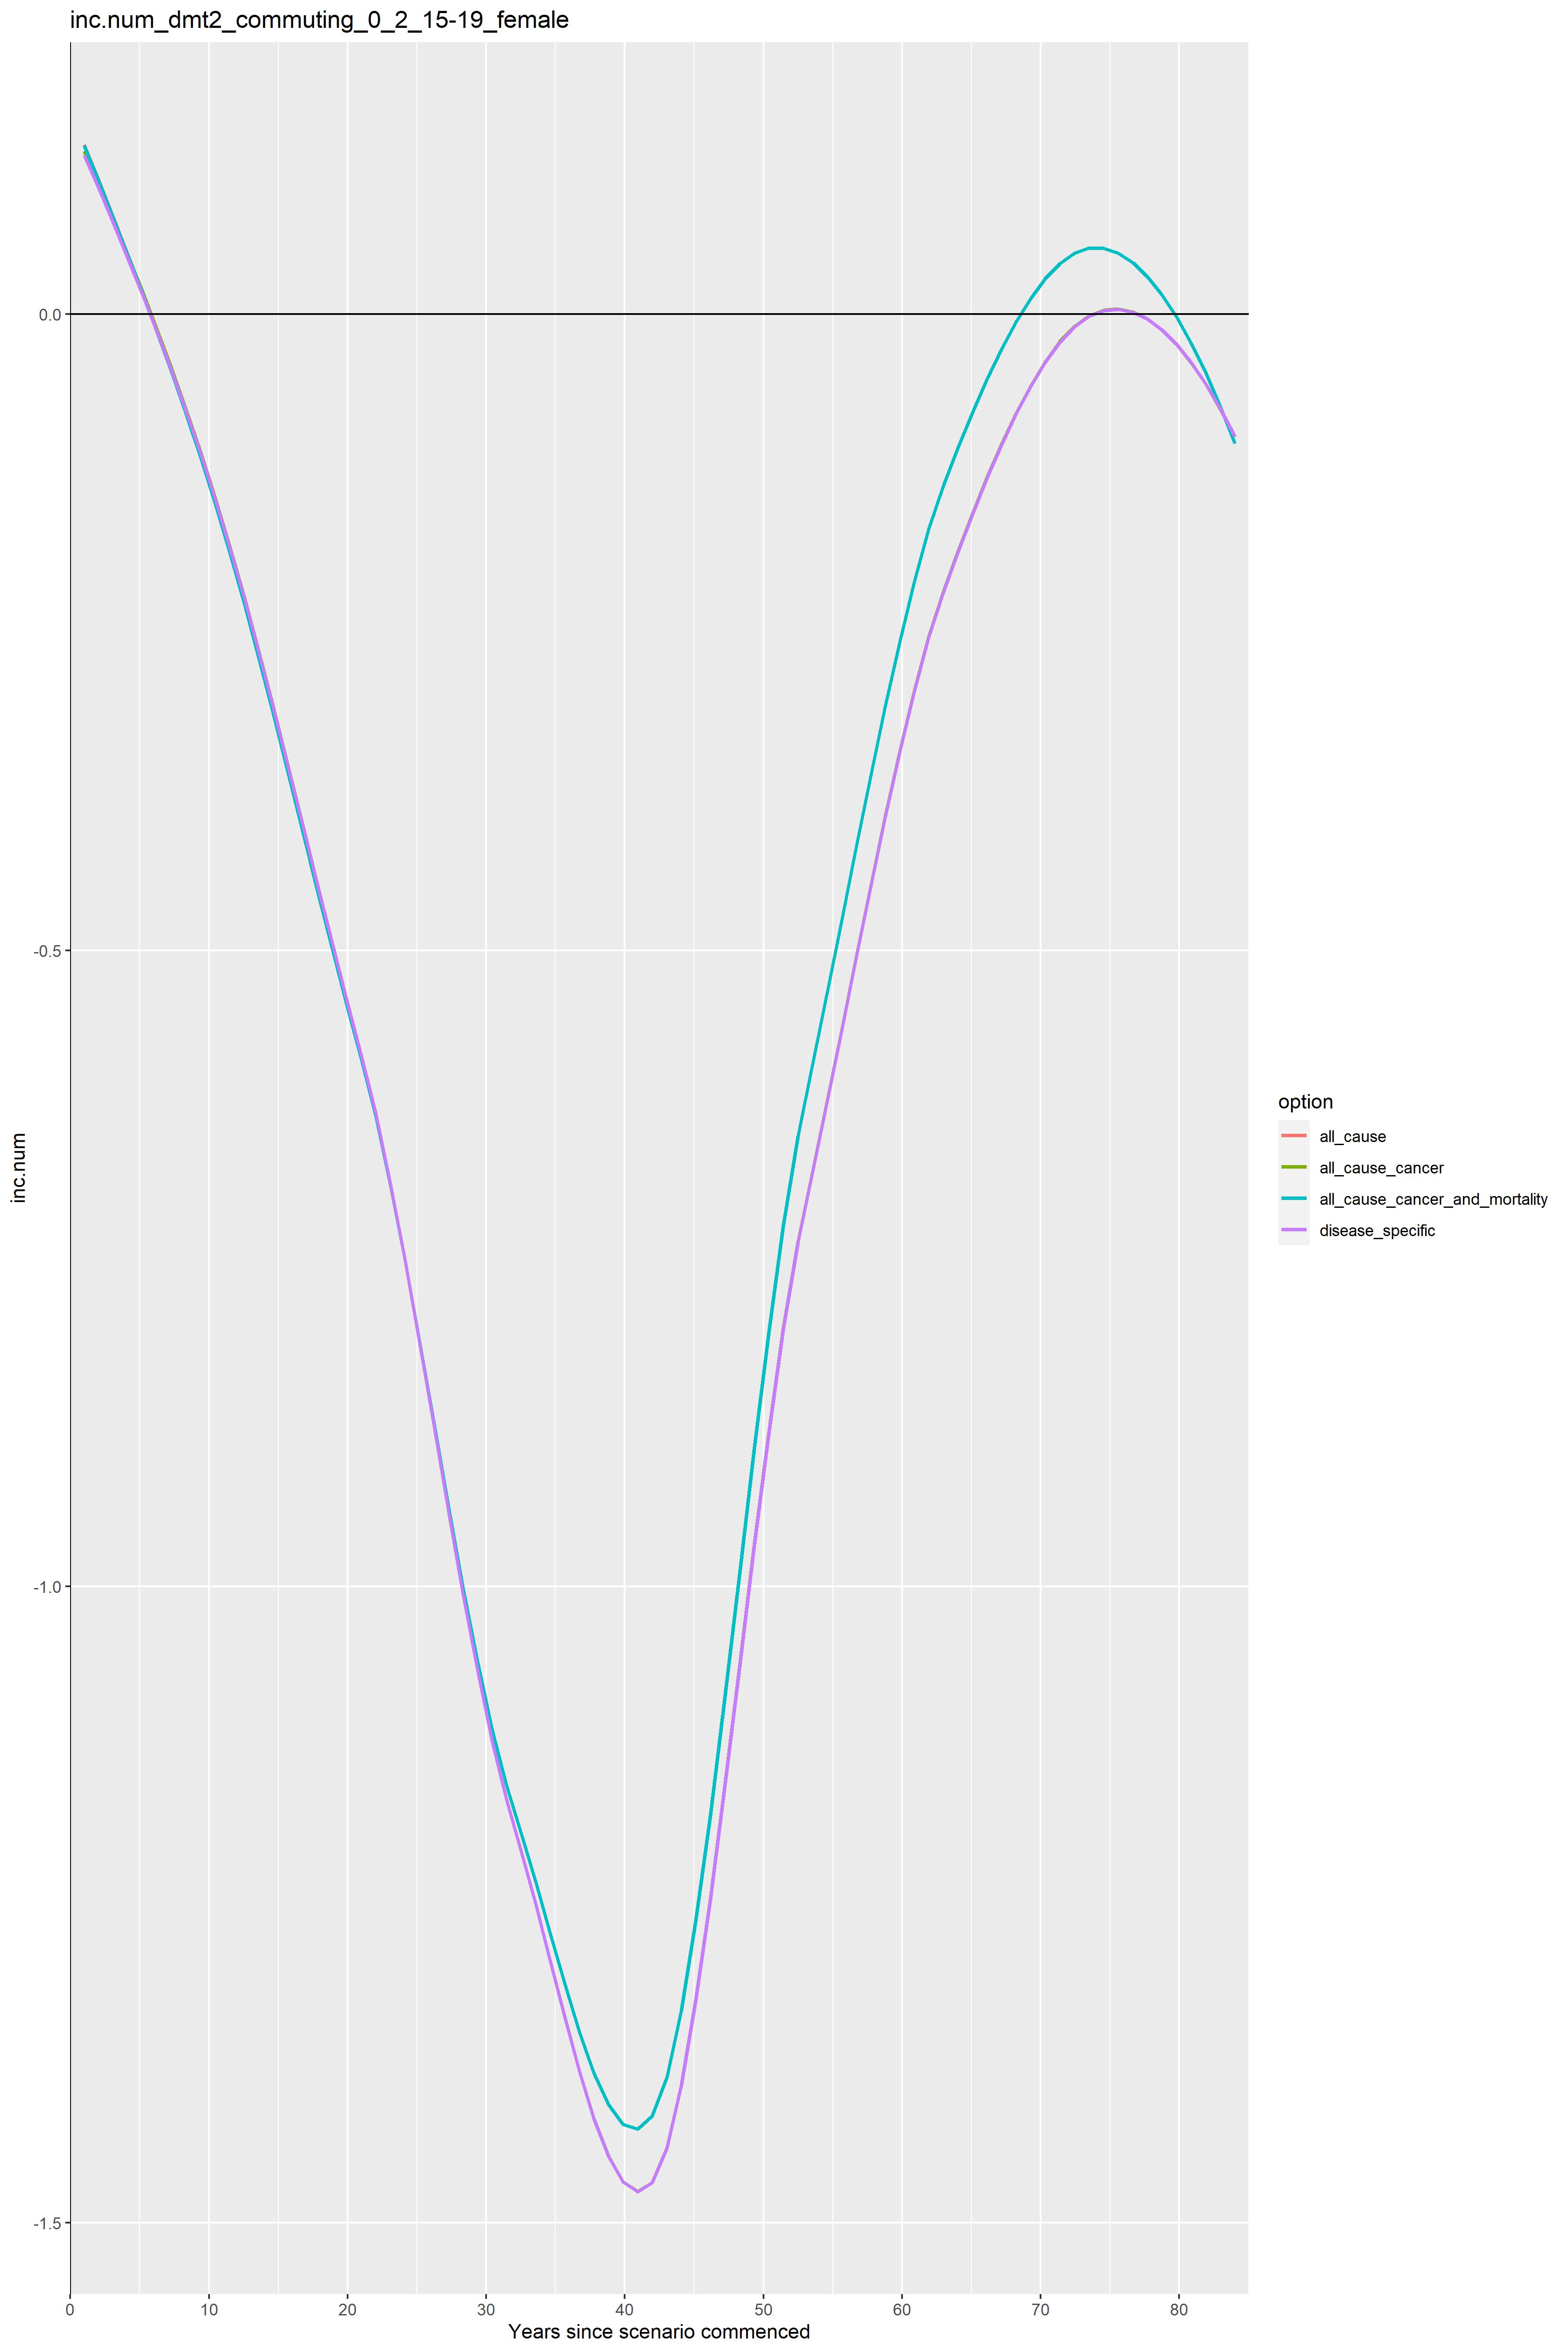 inc.num_dmt2_commuting_0_2_15-19_female
0.0
-0.5
-1.0
-1.5
inc.num
0 10 20 30 40 50 60 70 80
Years since scenario commenced
option
all_cause
all_cause_cancer
all_cause_cancer_and_mortality
disease_specific